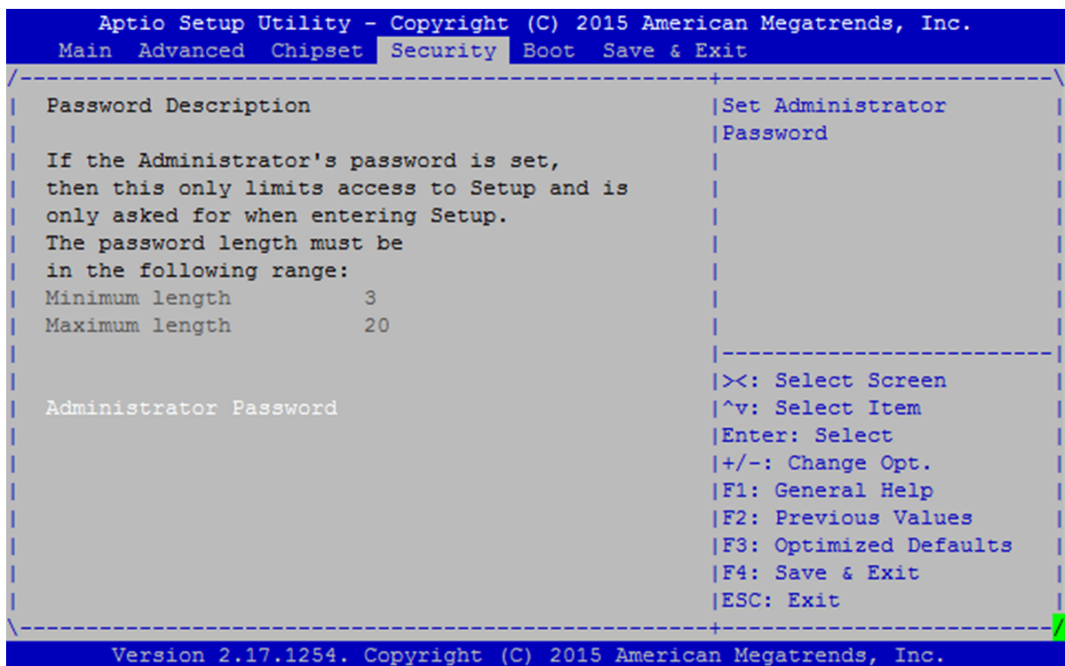 Aptio Setup Utility - Copyright (C) 2015 American Megatrends, Inc.
Main Advanced Chipset Security Boot Save & Exit
Password Description
If the Administrator's password is set,
then this only limits access to Setup and is
only asked for when entering Setup.
The password length must be
in the following range:
Minimum length 3
Maximum length 20
Administrator Password
Set Administrator
Password
><: Select Screen
^v: Select Item
Enter: Select
+/-: Change Opt.
F1: General Help
F2: Previous Values
F3: Optimized Defaults
F4: Save & Exit
ESC: Exit
Version 2.17.1254. Copyright (C) 2015 American Megatrends, Inc.